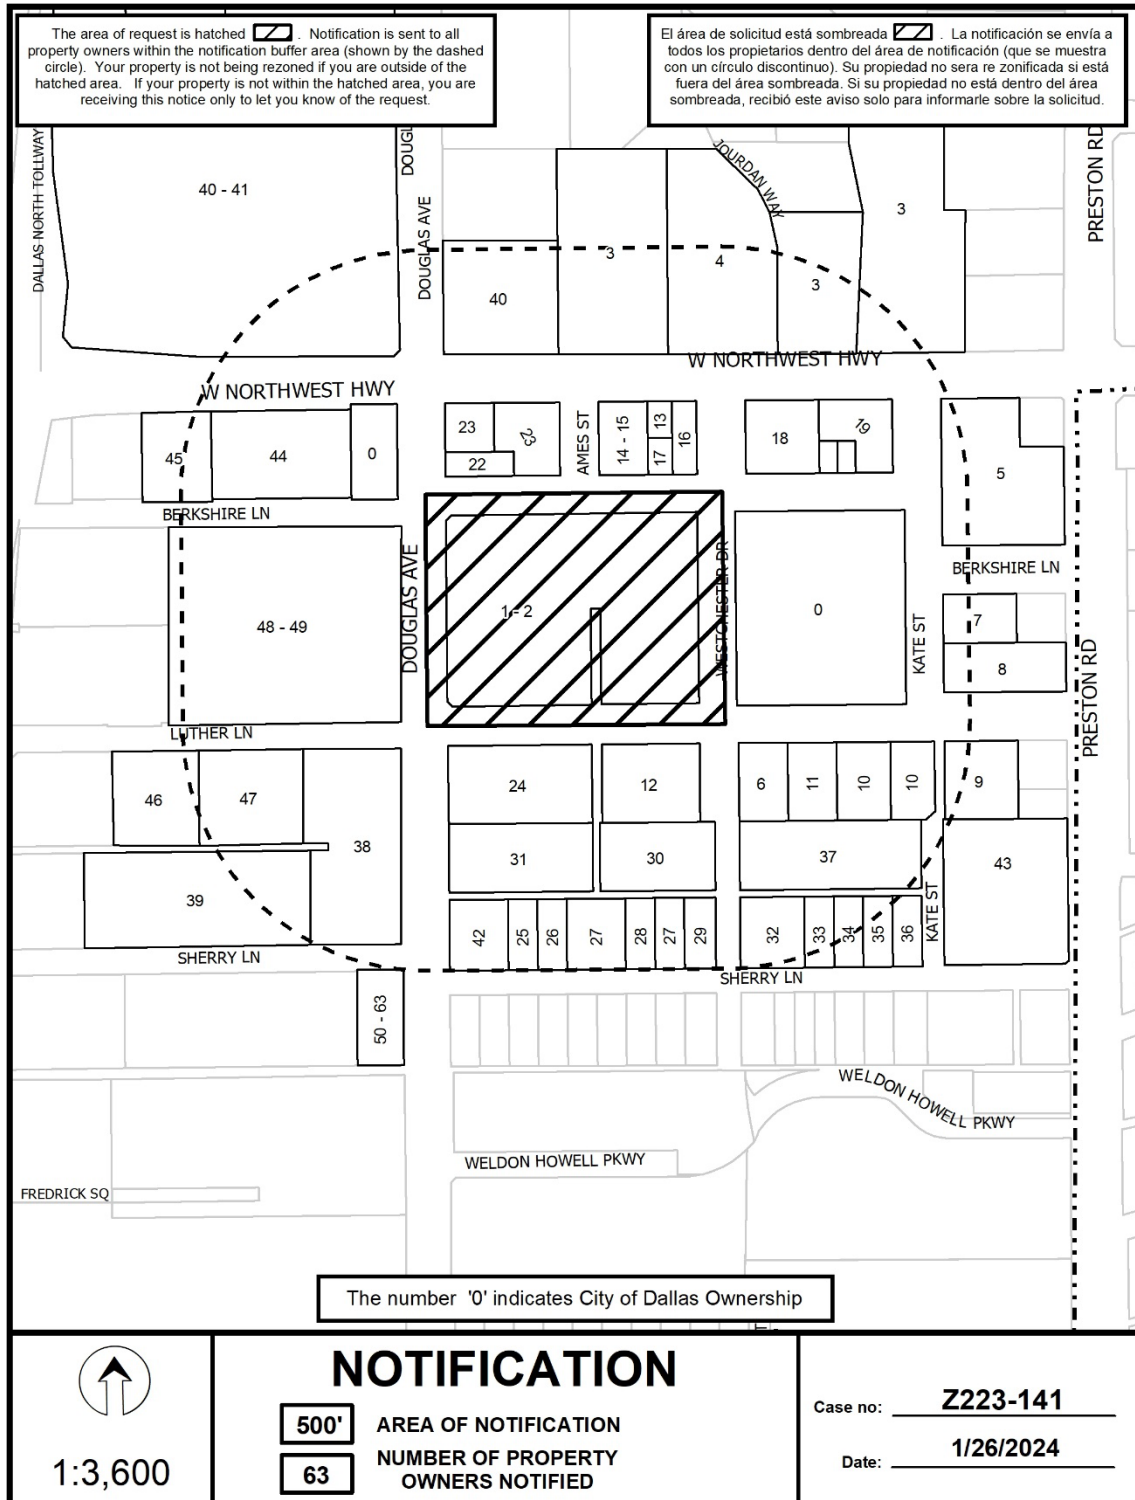 The area of request is hatched . Notification is sent to all
property owners within the notification buffer area (shown by the dashed
circle). Your property is not being rezoned if you are outside of the
hatched area. If your property is not within the hatched area, you are
receiving this notice only to let you know of the request.
El área de solicitud está sombreada . La notificación se envía a
todos los propietarios dentro del área de notificación (que se muestra
con un círculo discontinuo). Su propiedad no sera re zonificada si está
fuera del área sombreada. Si su propiedad no está dentro del área
sombreada, recibió este aviso solo para informarle sobre la solicitud.
DALLAS NORTH TOLLWAY
40 - 41
DOUGL
DOUGLAS AVE
JOURDAN WAY
PRESTON RD
3
3
4
3
40
W NORTHWEST HWY
W NORTHWEST HWY
45
44
0
23
23
22
AMES ST
14 - 15
13
17
16
18
19
5
BERKSHIRE LN
BERKSHIRE LN
48 - 49
DOUGLAS AVE
1 - 2
WESTCHESTER DR
0
KATE ST
7
8
PRESTON RD
LUTHER LN
46
47
38
24
12
6
11
10
10
9
39
31
30
37
43
42
25
26
27
28
27
29
32
33
34
35
36
KATE ST
SHERRY LN
SHERRY LN
50 - 63
WELDON HOWELL PKWY
WELDON HOWELL PKWY
FREDRICK SQ
The number '0' indicates City of Dallas Ownership
1:3,600
NOTIFICATION
500' AREA OF NOTIFICATION
63 NUMBER OF PROPERTY
OWNERS NOTIFIED
Case no: Z223-141
Date: 1/26/2024